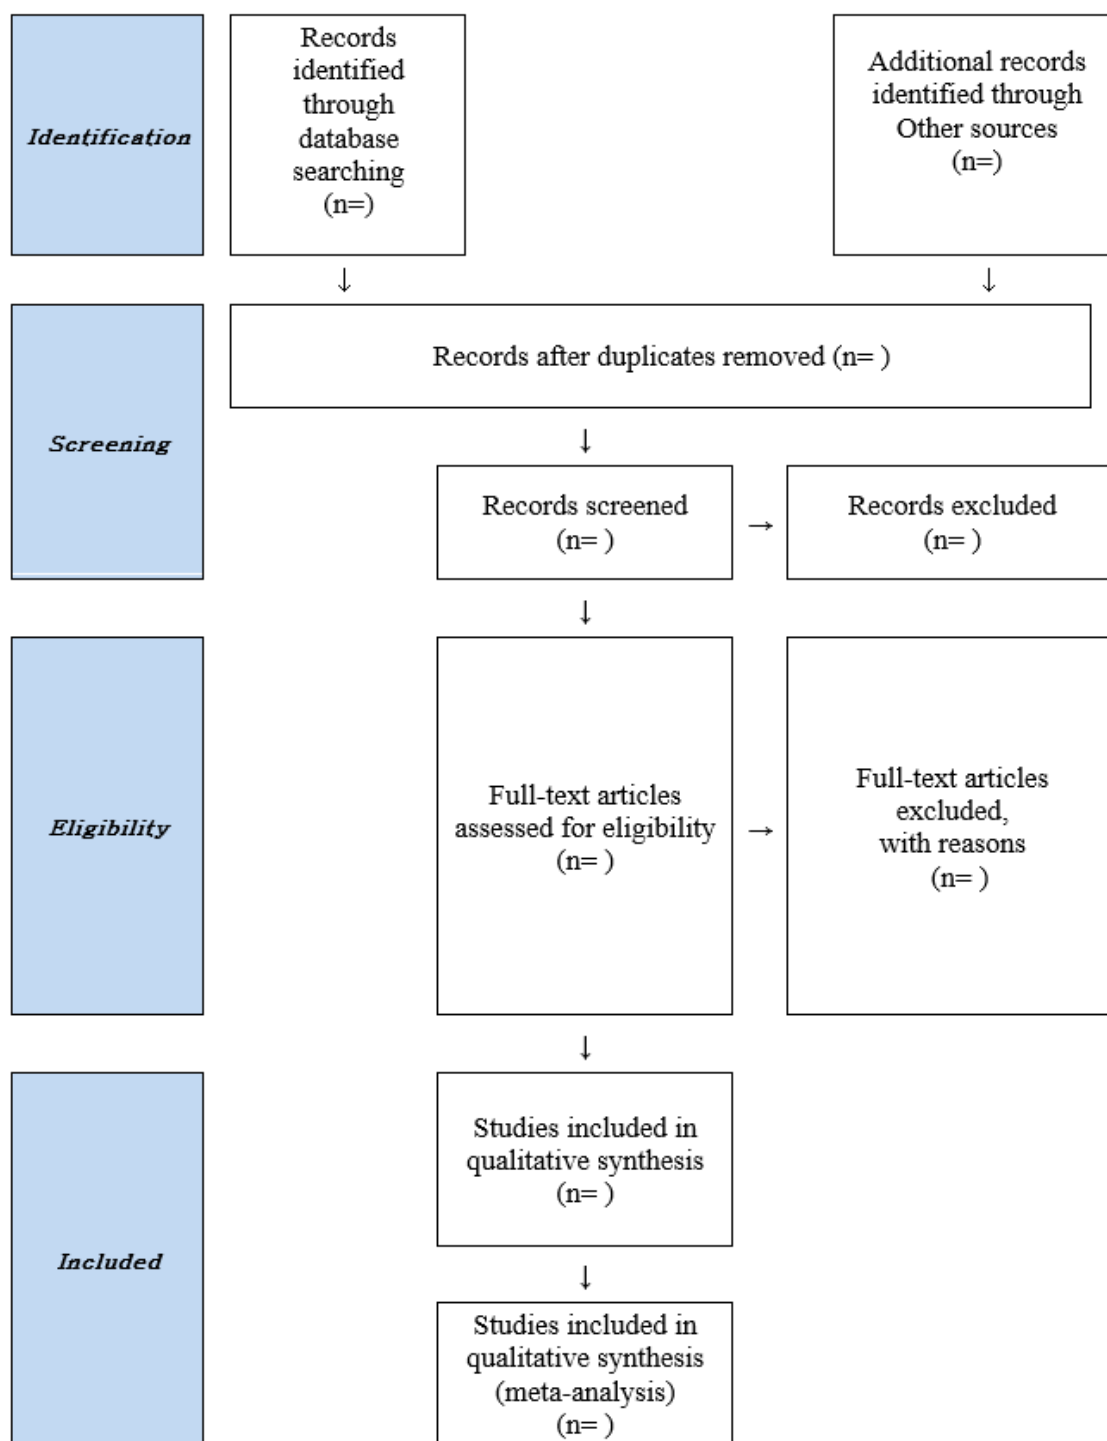 Identification
Records
identified
through
database
searching
(n=)
Additional records
identified through
Other sources
(n=)
↓
↓
Screening
Records after duplicates removed (n= )
↓
Records screened
(n= )
→
Records excluded
(n= )
↓
Eligibility
Full-text articles
assessed for eligibility
(n= )
→
Full-text articles
excluded,
with reasons
(n= )
↓
Included
Studies included in
qualitative synthesis
(n= )
↓
Studies included in
qualitative synthesis
(meta-analysis)
(n= )